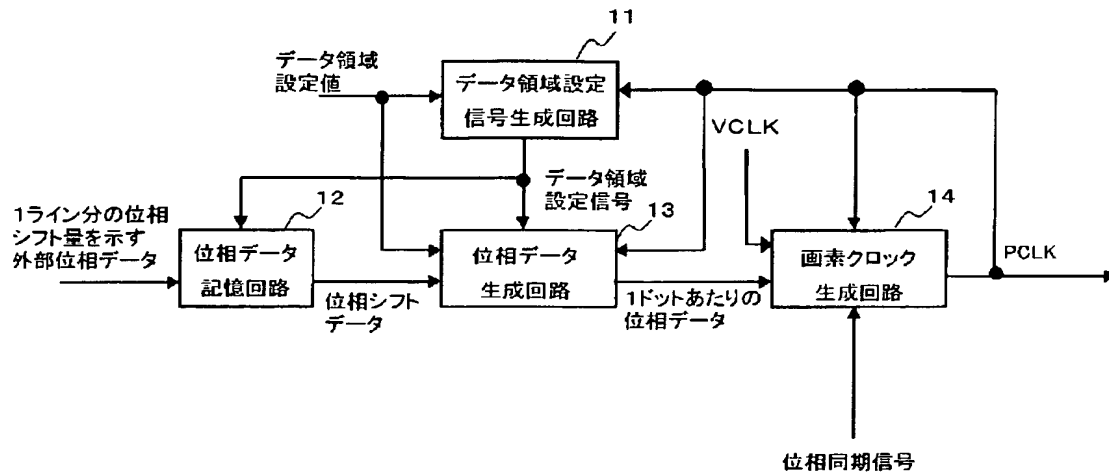 11
データ領域
設定値
データ領域設定
信号生成回路
VCLK
データ領域
設定信号
1ライン分の位相
シフト量を示す
外部位相データ
12
13
14
位相データ
記憶回路
位相データ
生成回路
画素クロック
生成回路
PCLK
位相シフト
データ
1ドットあたりの
位相データ
位相同期信号